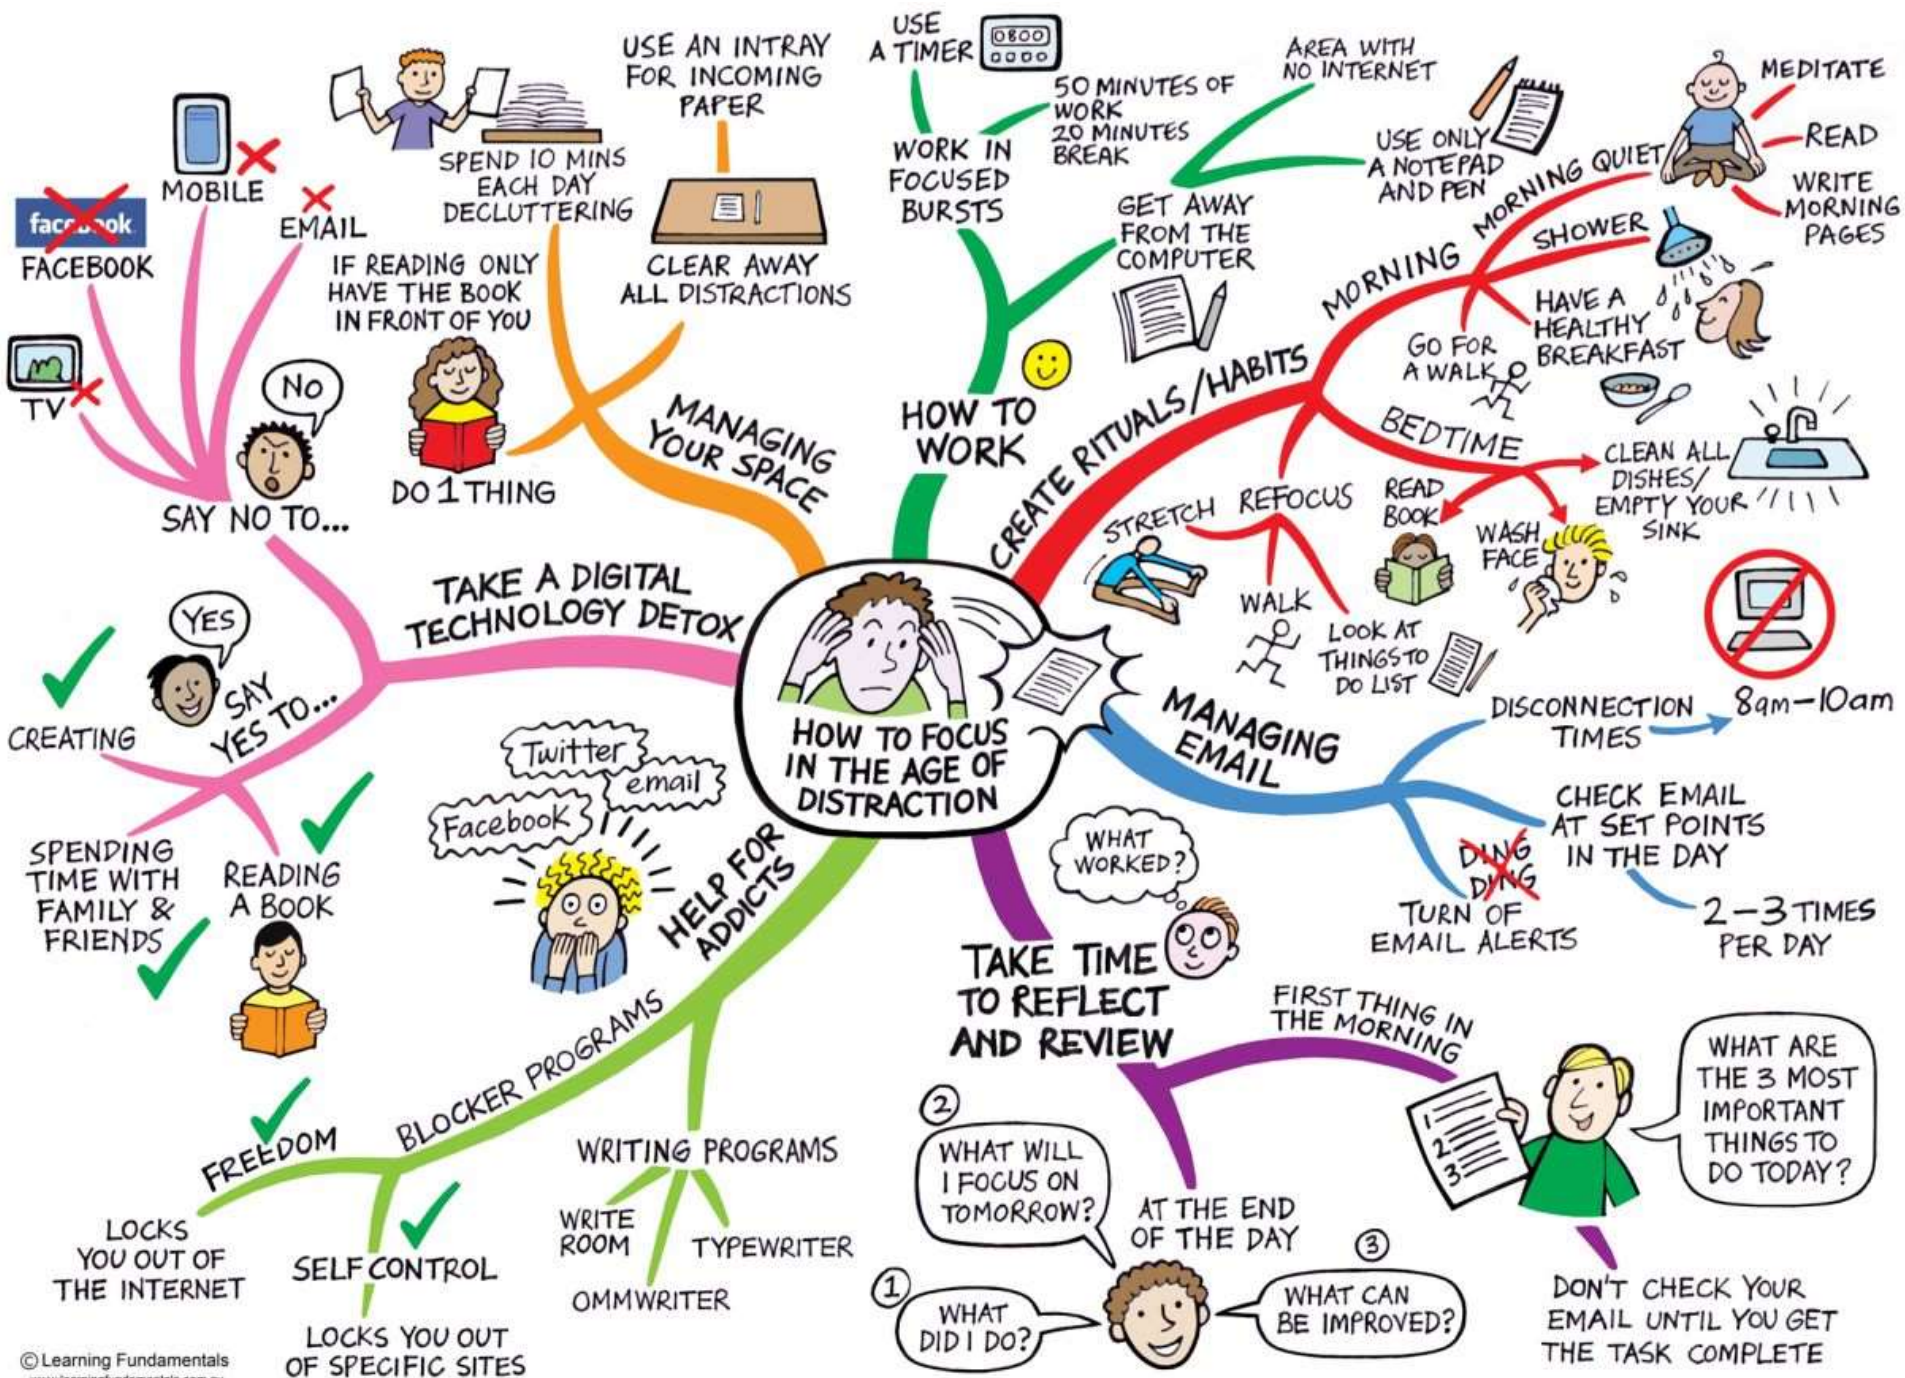 HOW TO FOCUS
IN THE AGE OF
DISTRACTION
TAKE A DIGITAL
TECHNOLOGY DETOX
SAY NO TO...
NO
TV
facebook
FACEBOOK
MOBILE
EMAIL
YES
SAY
YES TO...
CREATING
SPENDING
TIME WITH
FAMILY &
FRIENDS
READING
A BOOK
MANAGING
YOUR SPACE
SPEND 10 MINS
EACH DAY
DECLUTTERING
USE AN INTRAY
FOR INCOMING
PAPER
CLEAR AWAY
ALL DISTRACTIONS
IF READING ONLY
HAVE THE BOOK
IN FRONT OF YOU
DO 1 THING
HOW TO
WORK
WORK IN
FOCUSED
BURSTS
USE
A TIMER
0800
50 MINUTES OF
WORK
20 MINUTES
BREAK
GET AWAY
FROM THE
COMPUTER
AREA WITH
NO INTERNET
USE ONLY
A NOTEPAD
AND PEN
CREATE RITUALS/HABITS
MORNING
MORNING QUIET
MEDITATE
READ
WRITE
MORNING
PAGES
SHOWER
HAVE A
HEALTHY
BREAKFAST
GO FOR
A WALK
BEDTIME
CLEAN ALL
DISHES/
EMPTY YOUR
SINK
READ
BOOK
WASH
FACE
REFOCUS
STRETCH
WALK
LOOK AT
THINGS TO
DO LIST
MANAGING
EMAIL
DISCONNECTION
TIMES
8am-10am
CHECK EMAIL
AT SET POINTS
IN THE DAY
2-3 TIMES
PER DAY
DING
DING
TURN OF
EMAIL ALERTS
TAKE TIME
TO REFLECT
AND REVIEW
WHAT
WORKED?
FIRST THING IN
THE MORNING
1
2
3
WHAT ARE
THE 3 MOST
IMPORTANT
THINGS TO
DO TODAY?
DON'T CHECK YOUR
EMAIL UNTIL YOU GET
THE TASK COMPLETE
AT THE END
OF THE DAY
1
WHAT
DID I DO?
2
WHAT WILL
I FOCUS ON
TOMORROW?
3
WHAT CAN
BE IMPROVED?
HELP FOR
ADDICTS
Twitter
email
Facebook
BLOCKER PROGRAMS
FREEDOM
LOCKS
YOU OUT OF
THE INTERNET
SELF CONTROL
LOCKS YOU OUT
OF SPECIFIC SITES
WRITING PROGRAMS
WRITE
ROOM
OMMWRITER
TYPEWRITER
© Learning Fundamentals